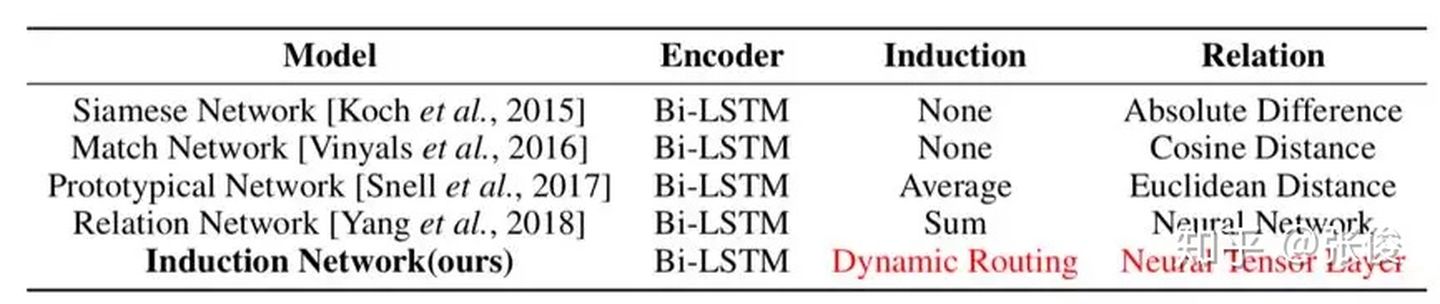 Model Encoder Induction Relation
Siamese Network [Koch et al., 2015] Bi-LSTM None Absolute Difference
Match Network [Vinyals et al., 2016] Bi-LSTM None Cosine Distance
Prototypical Network [Snell et al., 2017] Bi-LSTM Average Euclidean Distance
Relation Network [Yang et al., 2018] Bi-LSTM Sum Neural Network
Induction Network(ours) Bi-LSTM Dynamic Routing Neural Tensor Layer
知乎 @张俊